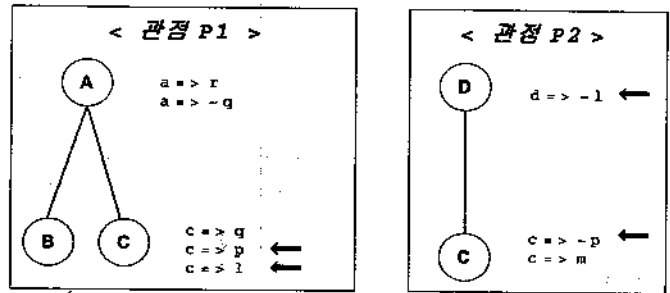 < 관점 P1 >
A
a => r
a => ~q
B
C
c => q
c => p
c => l
< 관점 P2 >
D
d => ~l
C
c => ~p
c => m